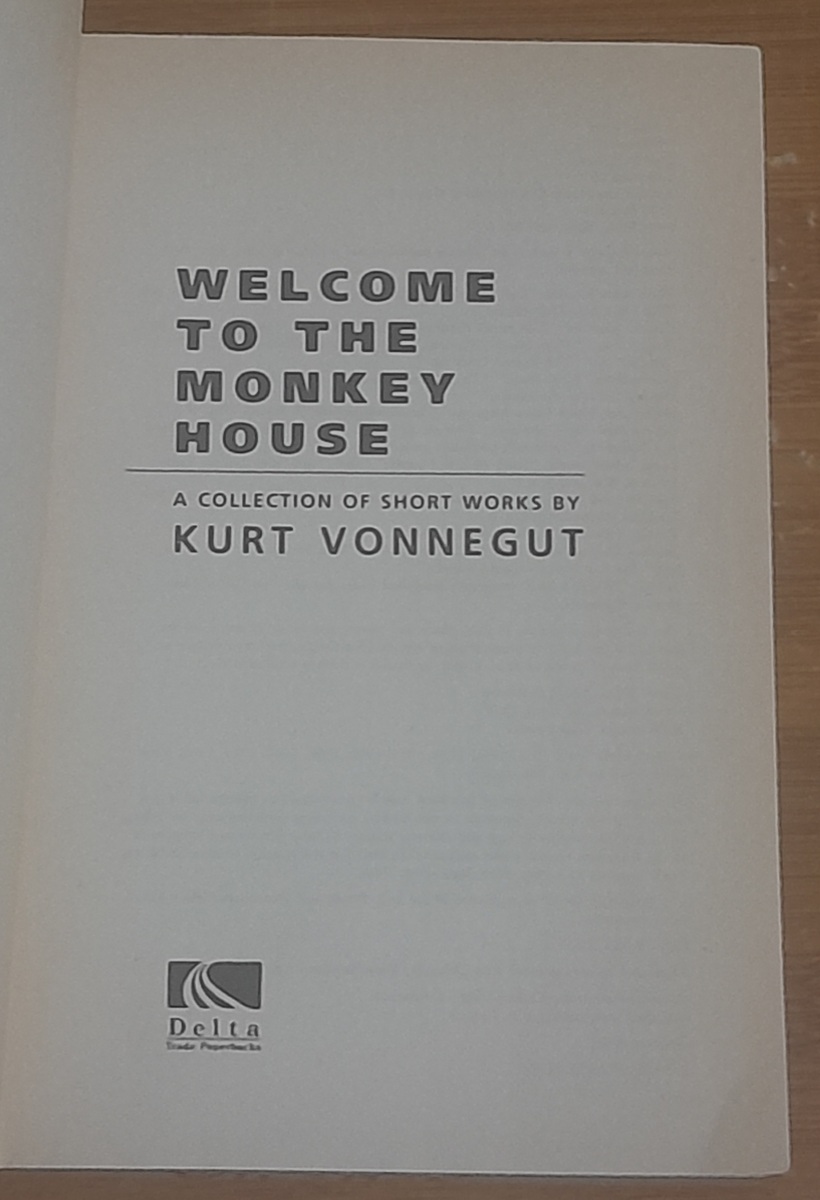 WELCOME
TO THE
MONKEY
HOUSE
A COLLECTION OF SHORT WORKS BY
KURT VONNEGUT
Delta
Trade Paperbacks